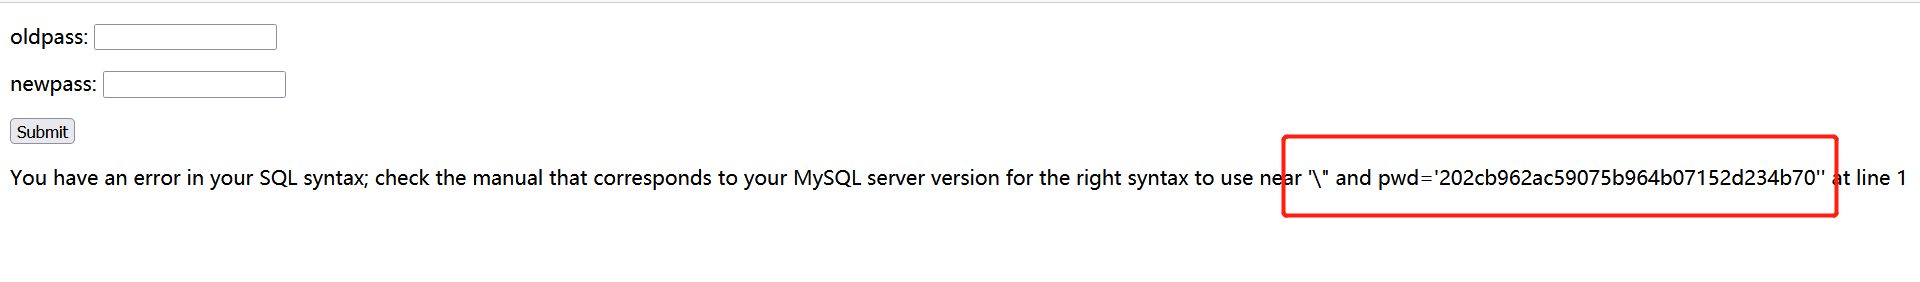 oldpass:
newpass:
Submit
You have an error in your SQL syntax; check the manual that corresponds to your MySQL server version for the right syntax to use near '\" and pwd='202cb962ac59075b964b07152d234b70'' at line 1